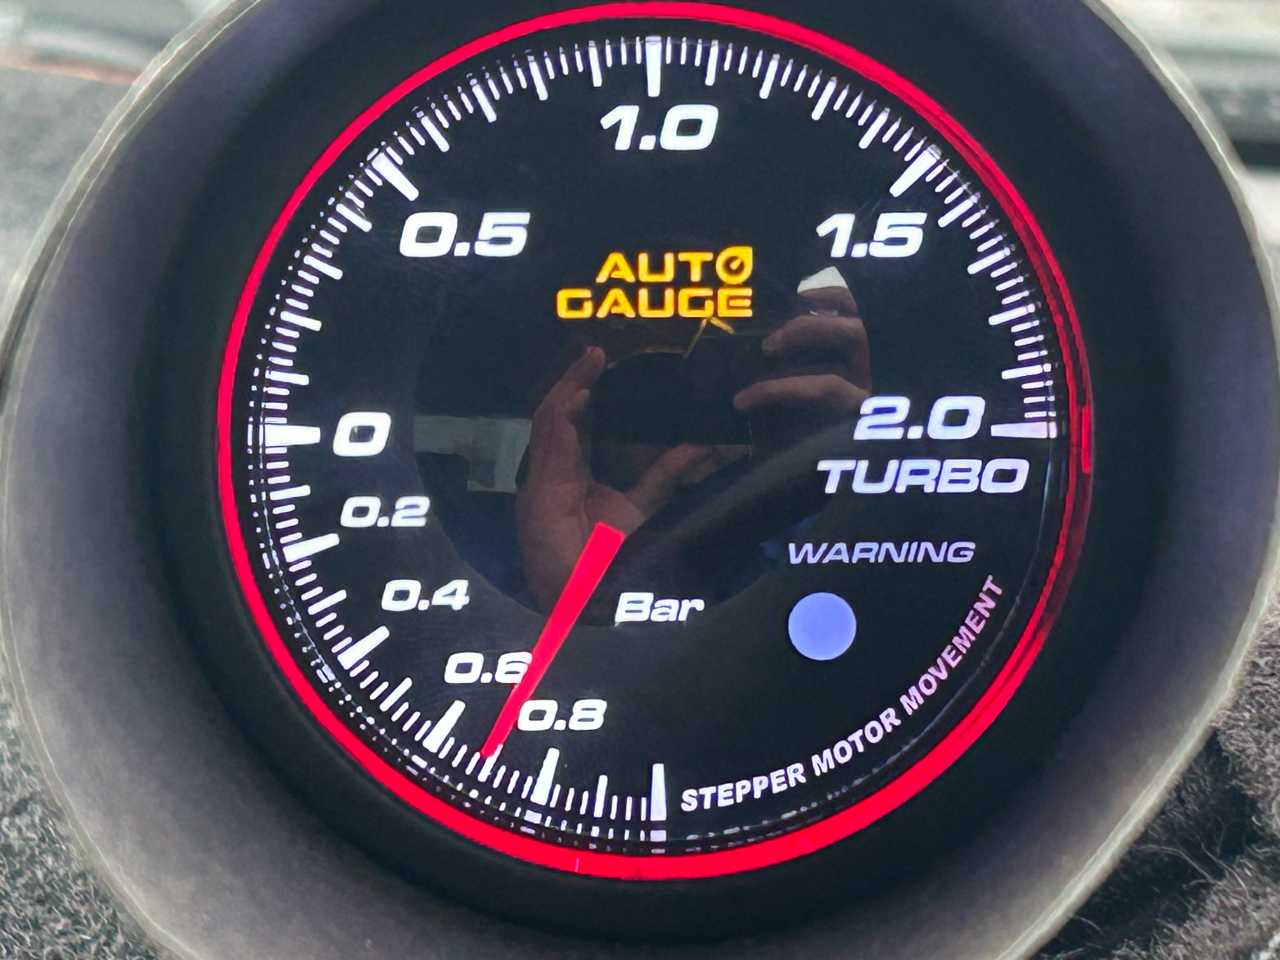 1.0
0.5
1.5
AUTO
GAUGE
0
2.0
TURBO
0.2
WARNING
0.4
Bar
0.6
0.8
STEPPER MOTOR MOVEMENT